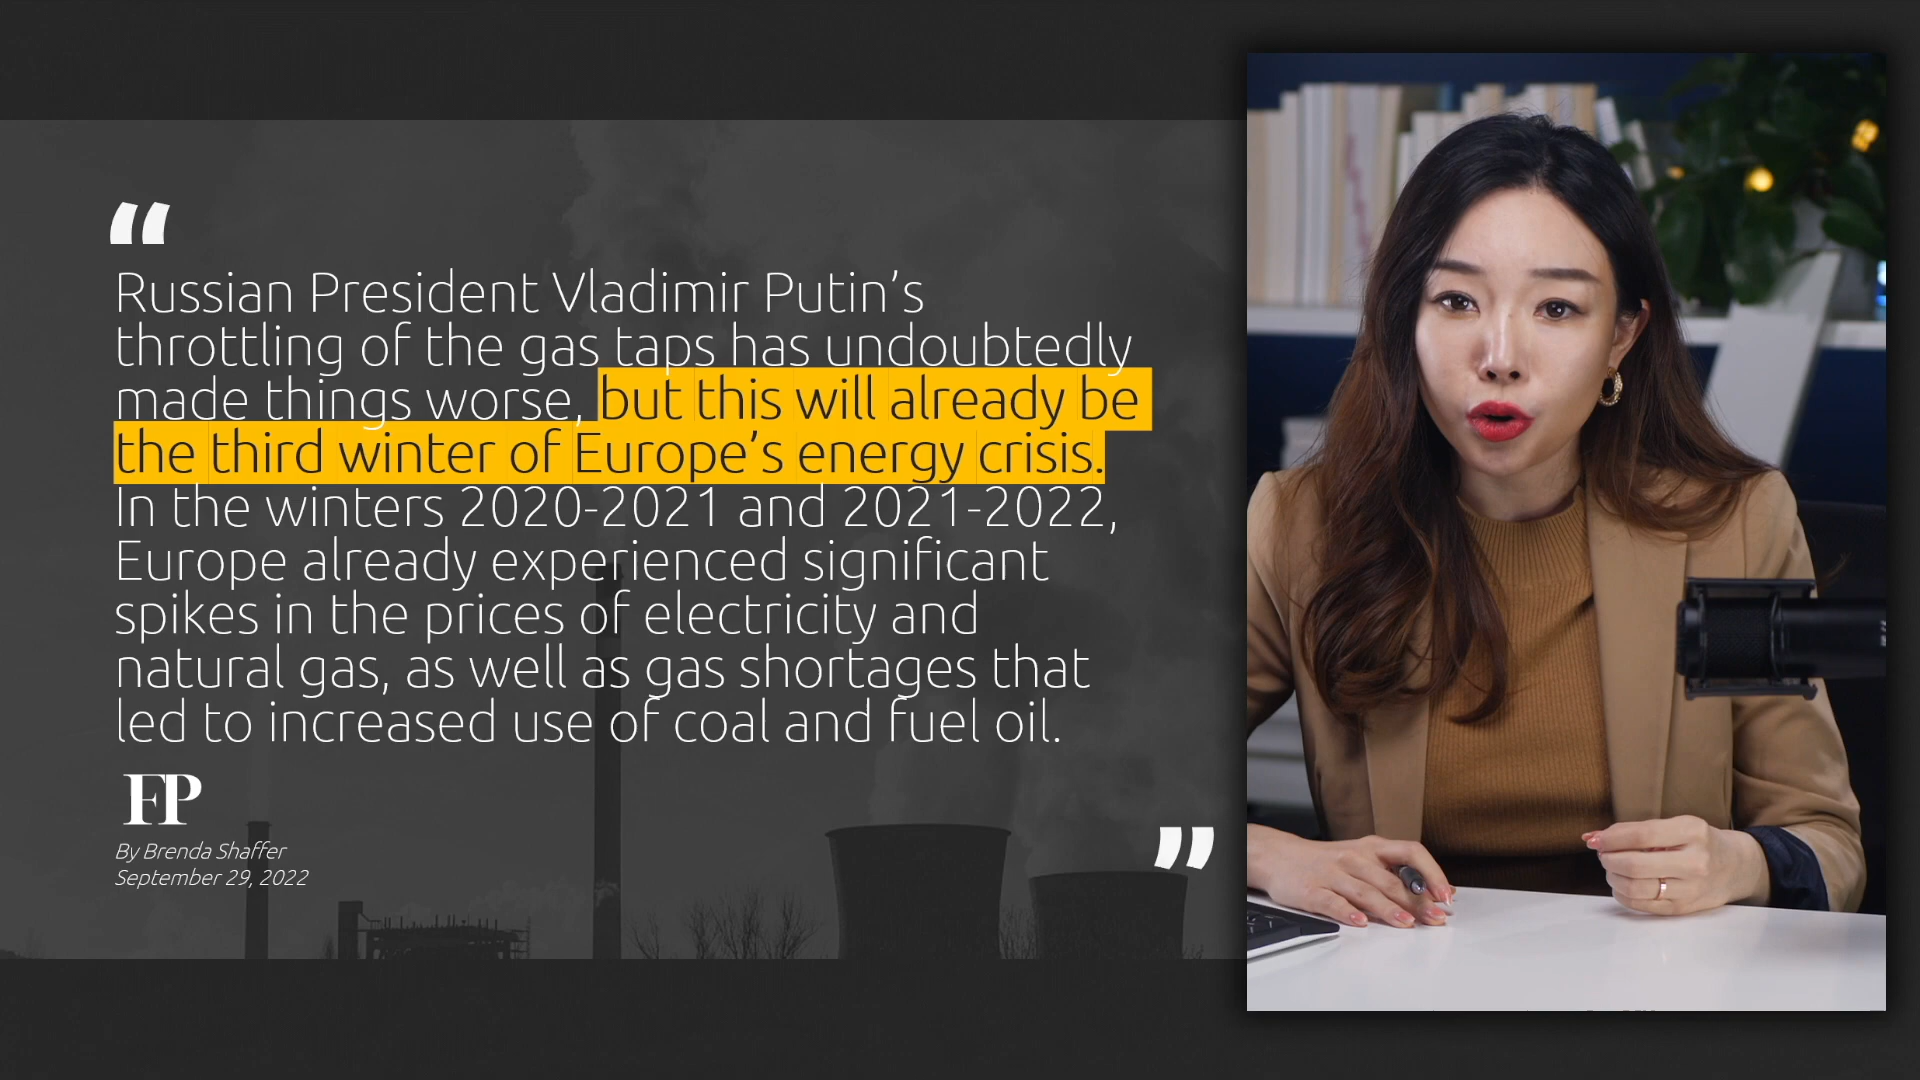 “
Russian President Vladimir Putin’s
throttling of the gas taps has undoubtedly
made things worse, but this will already be
the third winter of Europe’s energy crisis.
In the winters 2020-2021 and 2021-2022,
Europe already experienced significant
spikes in the prices of electricity and
natural gas, as well as gas shortages that
led to increased use of coal and fuel oil.
FP
By Brenda Shaffer
September 29, 2022
”